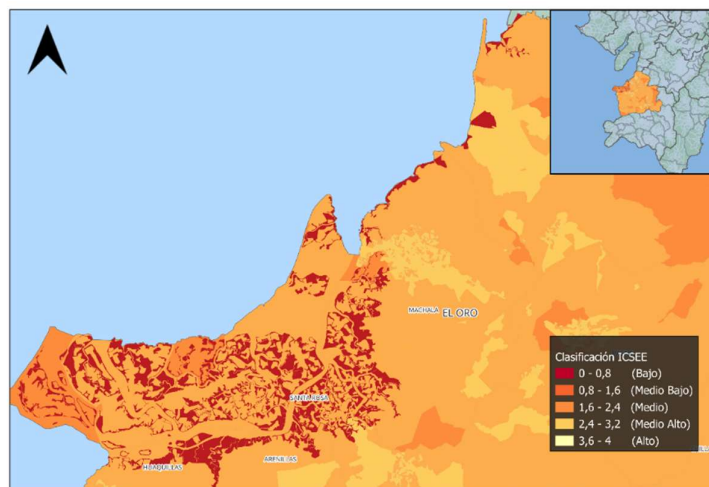 MACHALA
EL ORO
SANTA ROSA
HUAQUILLAS
ARENILLAS
Clasificación ICSEE
0 - 0,8 (Bajo)
0,8 - 1,6 (Medio Bajo)
1,6 - 2,4 (Medio)
2,4 - 3,2 (Medio Alto)
3,6 - 4 (Alto)